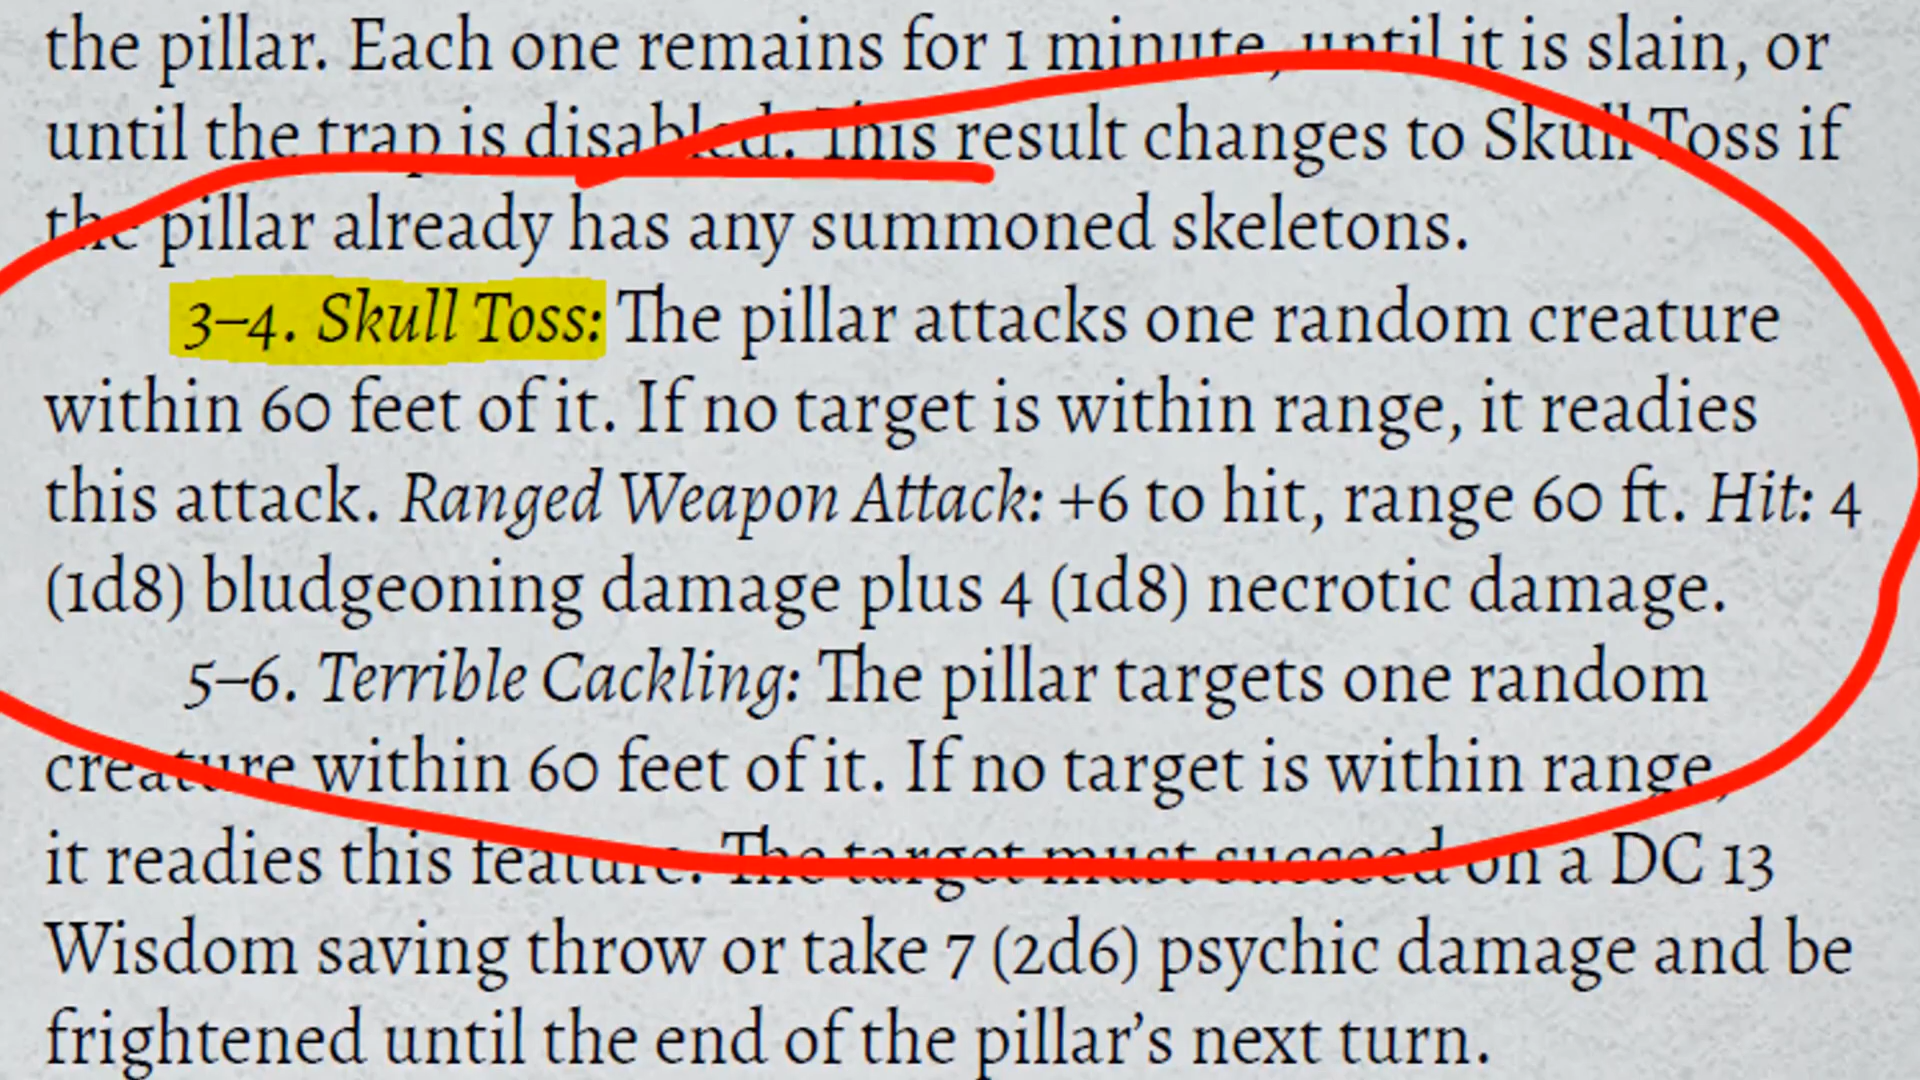 the pillar. Each one remains for 1 minute, until it is slain, or
until the trap is disabled. This result changes to Skull Toss if
the pillar already has any summoned skeletons.
3–4. Skull Toss: The pillar attacks one random creature
within 60 feet of it. If no target is within range, it readies
this attack. Ranged Weapon Attack: +6 to hit, range 60 ft. Hit: 4
(1d8) bludgeoning damage plus 4 (1d8) necrotic damage.
5–6. Terrible Cackling: The pillar targets one random
creature within 60 feet of it. If no target is within range,
it readies this feature. The target must succeed on a DC 13
Wisdom saving throw or take 7 (2d6) psychic damage and be
frightened until the end of the pillar’s next turn.